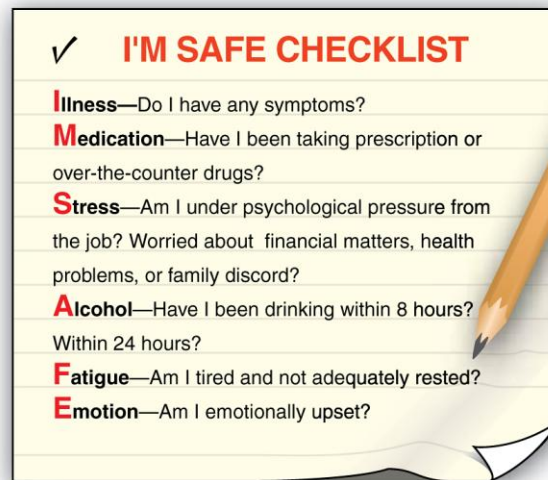 ✓ I'M SAFE CHECKLIST
Illness—Do I have any symptoms?
Medication—Have I been taking prescription or
over-the-counter drugs?
Stress—Am I under psychological pressure from
the job? Worried about financial matters, health
problems, or family discord?
Alcohol—Have I been drinking within 8 hours?
Within 24 hours?
Fatigue—Am I tired and not adequately rested?
Emotion—Am I emotionally upset?